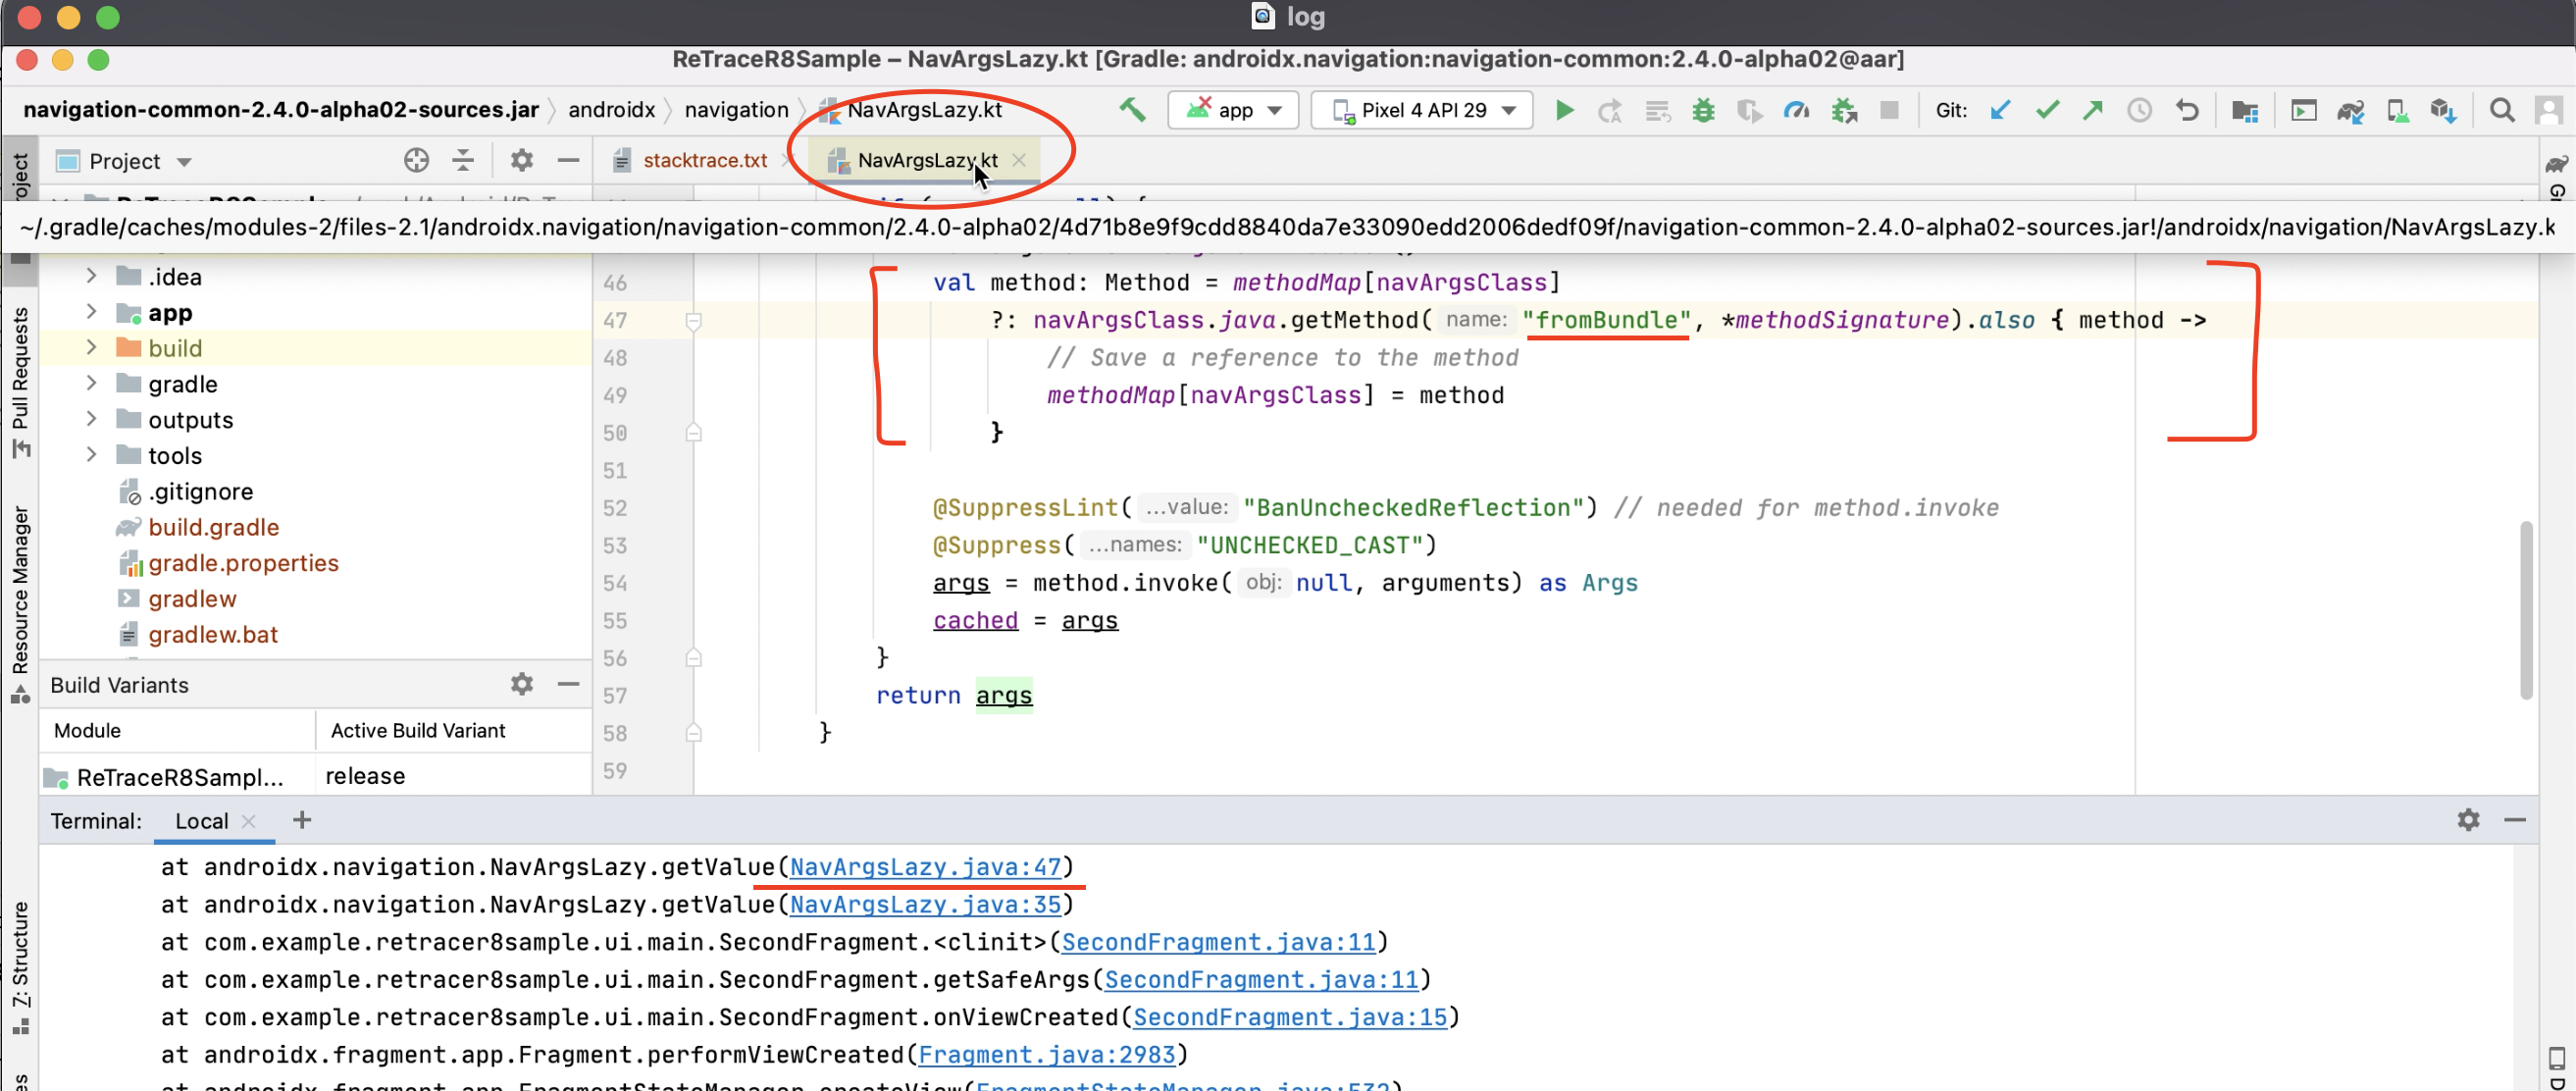 log
ReTraceR8Sample – NavArgsLazy.kt [Gradle: androidx.navigation:navigation-common:2.4.0-alpha02@aar]
navigation-common-2.4.0-alpha02-sources.jar androidx navigation NavArgsLazy.kt app Pixel 4 API 29 Git:
Project stacktrace.txt NavArgsLazy.kt
~/.gradle/caches/modules-2/files-2.1/androidx.navigation/navigation-common/2.4.0-alpha02/4d71b8e9f9cdd8840da7e33090edd2006dedf09f/navigation-common-2.4.0-alpha02-sources.jar!/androidx/navigation/NavArgsLazy.k
.idea
app
build
gradle
outputs
tools
.gitignore
build.gradle
gradle.properties
gradlew
gradlew.bat
46 val method: Method = methodMap[navArgsClass]
47 ?: navArgsClass.java.getMethod( name: "fromBundle", *methodSignature).also { method ->
48 // Save a reference to the method
49 methodMap[navArgsClass] = method
50 }
51
52 @SuppressLint( ...value: "BanUncheckedReflection") // needed for method.invoke
53 @Suppress( ...names: "UNCHECKED_CAST")
54 args = method.invoke( obj: null, arguments) as Args
55 cached = args
56 }
57 return args
58 }
59
Build Variants
Module Active Build Variant
ReTraceR8Sampl... release
Pull Requests
Resource Manager
Z: Structure
Terminal: Local +
at androidx.navigation.NavArgsLazy.getValue(NavArgsLazy.java:47)
at androidx.navigation.NavArgsLazy.getValue(NavArgsLazy.java:35)
at com.example.retracer8sample.ui.main.SecondFragment.<clinit>(SecondFragment.java:11)
at com.example.retracer8sample.ui.main.SecondFragment.getSafeArgs(SecondFragment.java:11)
at com.example.retracer8sample.ui.main.SecondFragment.onViewCreated(SecondFragment.java:15)
at androidx.fragment.app.Fragment.performViewCreated(Fragment.java:2983)